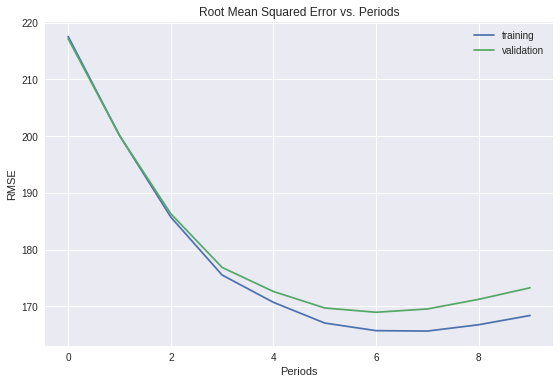 Root Mean Squared Error vs. Periods
220
210
200
190
180
170
RMSE
training
validation
0 2 4 6 8
Periods